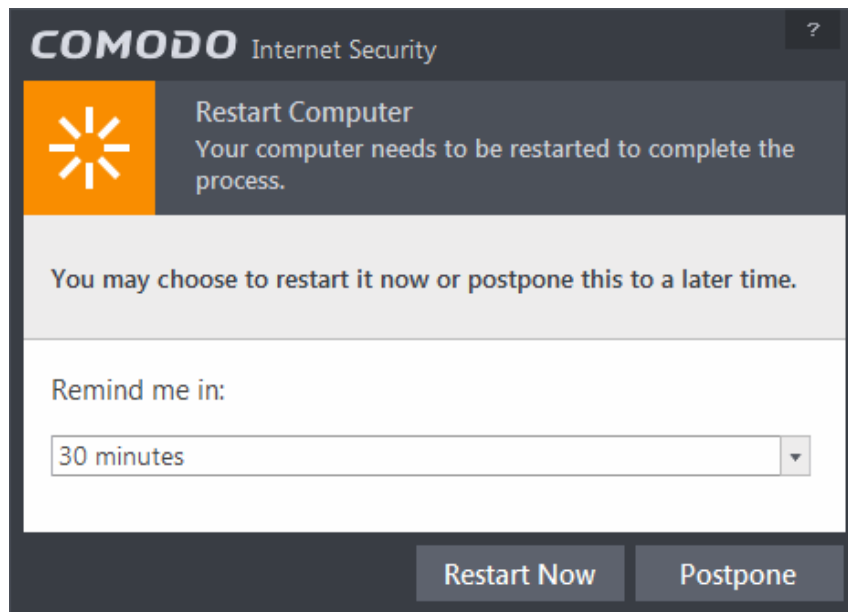 COMODO Internet Security
?
Restart Computer
Your computer needs to be restarted to complete the
process.
You may choose to restart it now or postpone this to a later time.
Remind me in:
30 minutes
Restart Now Postpone